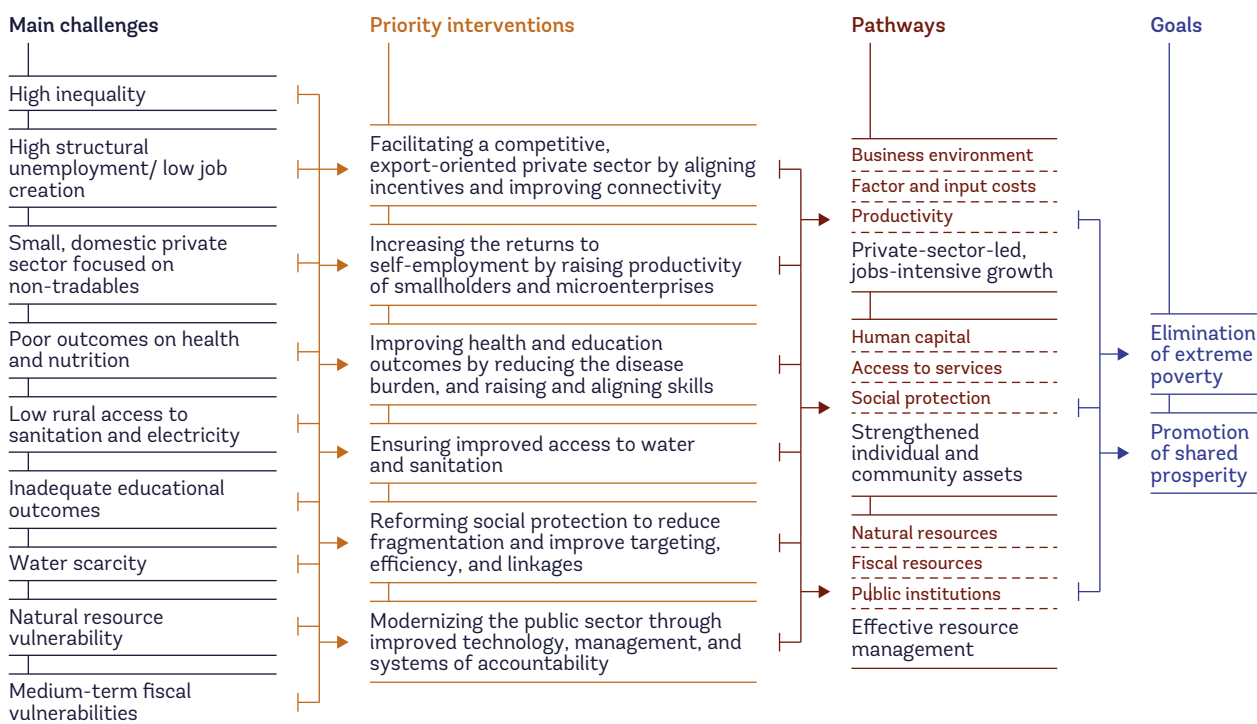 Main challenges
High inequality
High structural
unemployment/ low job
creation
Small, domestic private
sector focused on
non-tradables
Poor outcomes on health
and nutrition
Low rural access to
sanitation and electricity
Inadequate educational
outcomes
Water scarcity
Natural resource
vulnerability
Medium-term fiscal
vulnerabilities
Priority interventions
Facilitating a competitive,
export-oriented private sector by aligning
incentives and improving connectivity
Increasing the returns to
self-employment by raising productivity
of smallholders and microenterprises
Improving health and education
outcomes by reducing the disease
burden, and raising and aligning skills
Ensuring improved access to water
and sanitation
Reforming social protection to reduce
fragmentation and improve targeting,
efficiency, and linkages
Modernizing the public sector through
improved technology, management, and
systems of accountability
Pathways
Business environment
Factor and input costs
Productivity
Private-sector-led,
jobs-intensive growth
Human capital
Access to services
Social protection
Strengthened
individual and
community assets
Natural resources
Fiscal resources
Public institutions
Effective resource
management
Goals
Elimination
of extreme
poverty
Promotion
of shared
prosperity